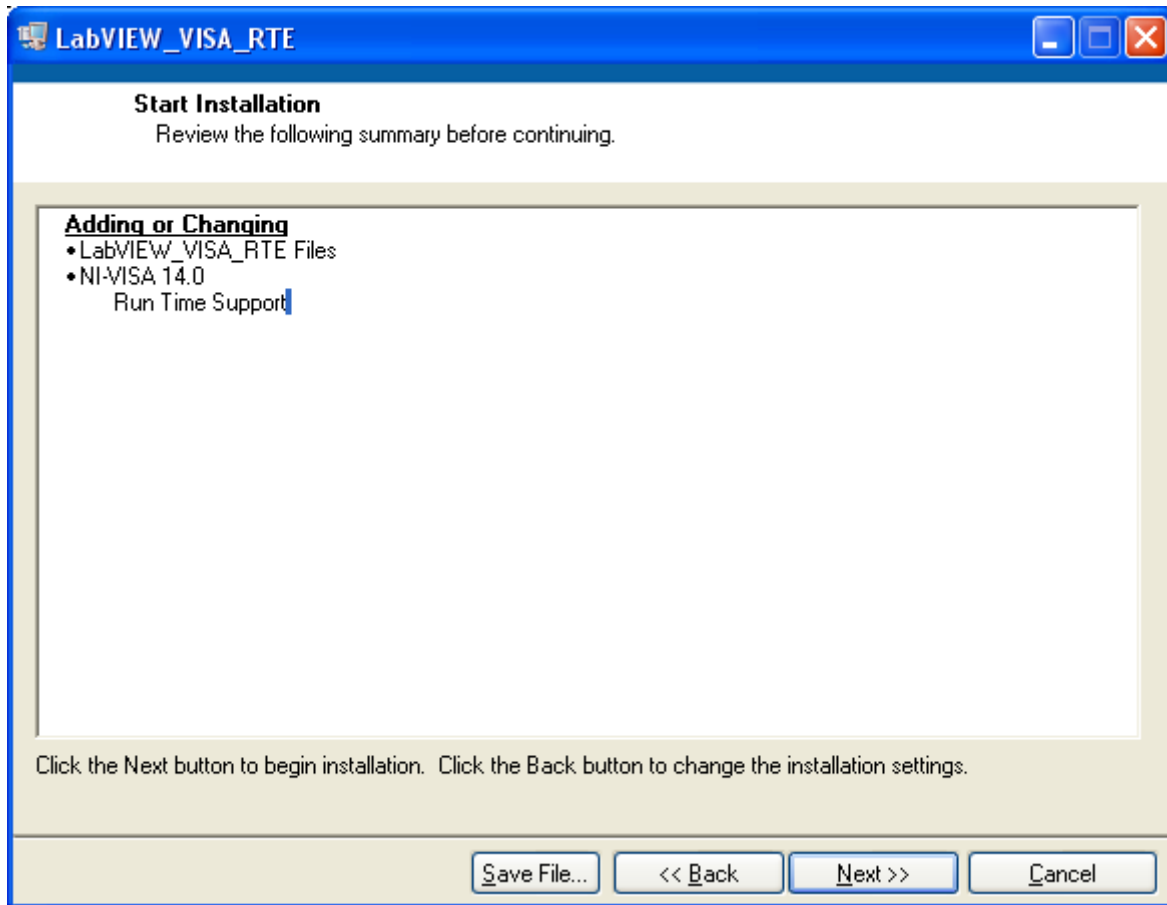 LabVIEW_VISA_RTE
Start Installation
Review the following summary before continuing.
Adding or Changing
•LabVIEW_VISA_RTE Files
•NI-VISA 14.0
Run Time Support
Click the Next button to begin installation. Click the Back button to change the installation settings.
Save File... << Back Next >> Cancel